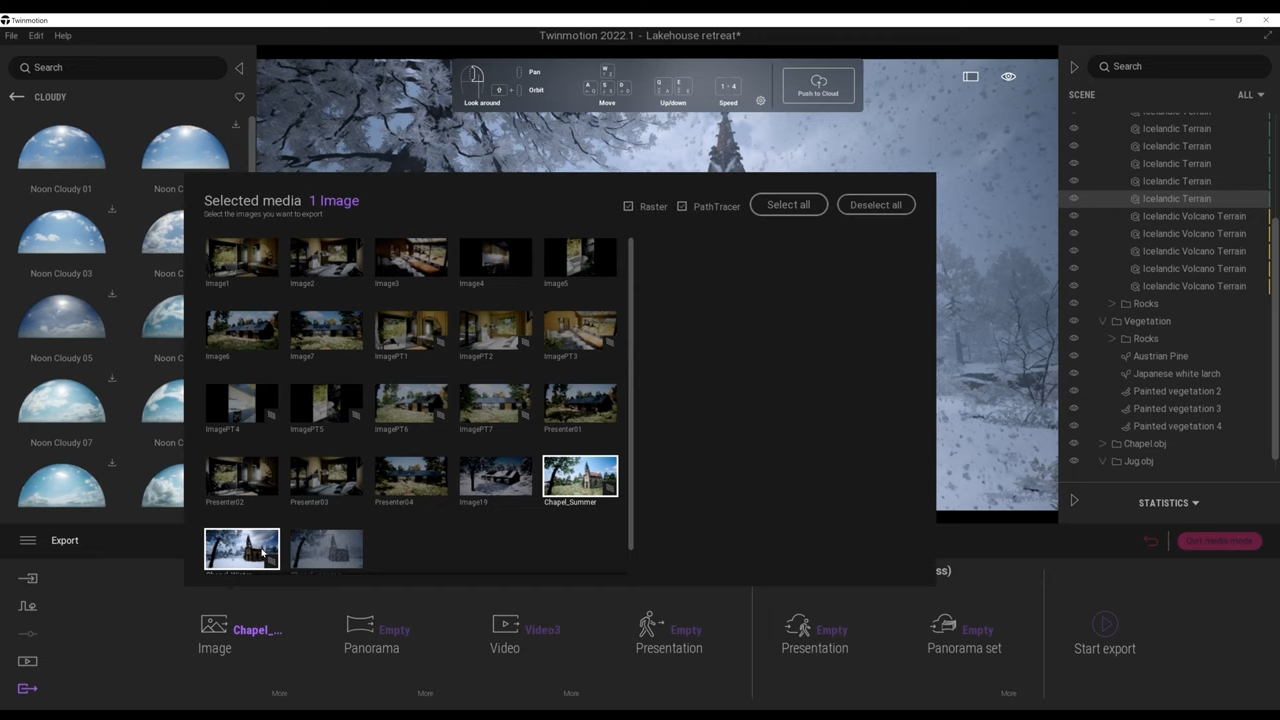 Twinmotion
File Edit Help
Twinmotion 2022.1 - Lakehouse retreat*
Search
CLOUDY
Noon Cloudy 01
Noon C
Noon Cloudy 03
Noon C
Noon Cloudy 05
Noon C
Noon Cloudy 07
Noon C
Look around
Pan
Orbit
W
Z
A
Q
S
S
D
D
Move
Q
A
E
E
Up/down
1 - 4
Speed
Push to Cloud
Selected media 1 Image
Select the images you want to export
Raster
PathTracer
Select all
Deselect all
Image1 Image2 Image3 Image4 Image5
Image6 Image7 ImagePT1 ImagePT2 ImagePT3
ImagePT4 ImagePT5 ImagePT6 ImagePT7 Presenter01
Presenter02 Presenter03 Presenter04 Image19 Chapel_Summer
Search
SCENE ALL
Icelandic Terrain
Icelandic Terrain
Icelandic Terrain
Icelandic Terrain
Icelandic Terrain
Icelandic Volcano Terrain
Icelandic Volcano Terrain
Icelandic Volcano Terrain
Icelandic Volcano Terrain
Icelandic Volcano Terrain
Rocks
Vegetation
Rocks
Austrian Pine
Japanese white larch
Painted vegetation 2
Painted vegetation 3
Painted vegetation 4
Chapel.obj
Jug.obj
STATISTICS
Export
Quit media mode
ss)
Chapel_...
Image
Empty
Panorama
Video3
Video
Empty
Presentation
Empty
Presentation
Empty
Panorama set
Start export
More More More More